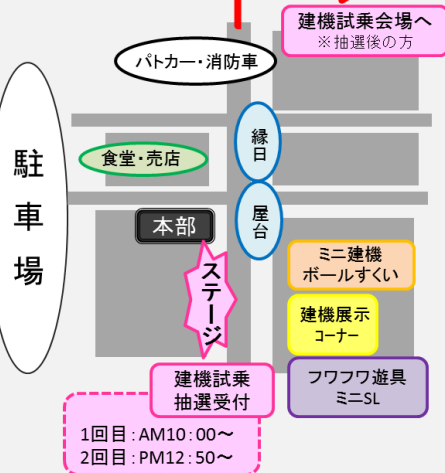 建機試乗会場へ
※抽選後の方
パトカー・消防車
縁日
食堂・売店
駐車場
屋台
本部
ステージ
ミニ建機
ボールすくい
建機展示
コーナー
建機試乗
抽選受付
フワフワ遊具
ミニSL
1回目:AM10:00～
2回目:PM12:50～